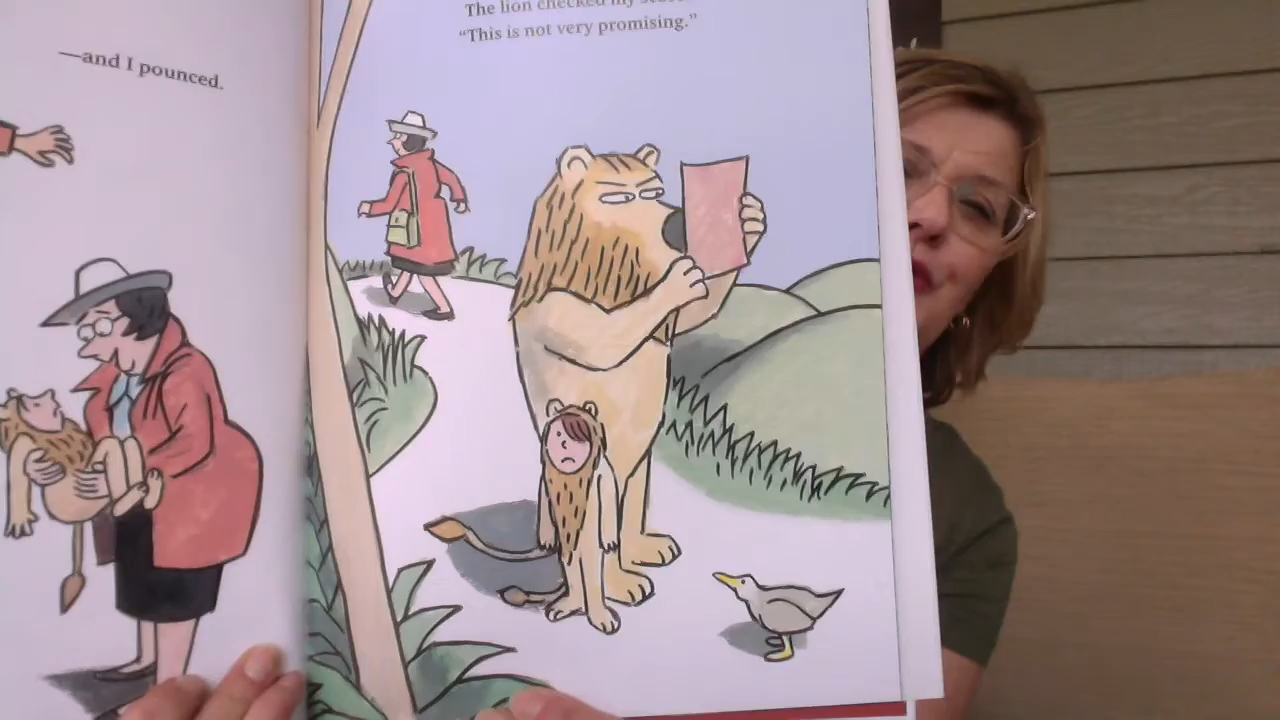 —and I pounced.
The lion checked my
"This is not very promising."